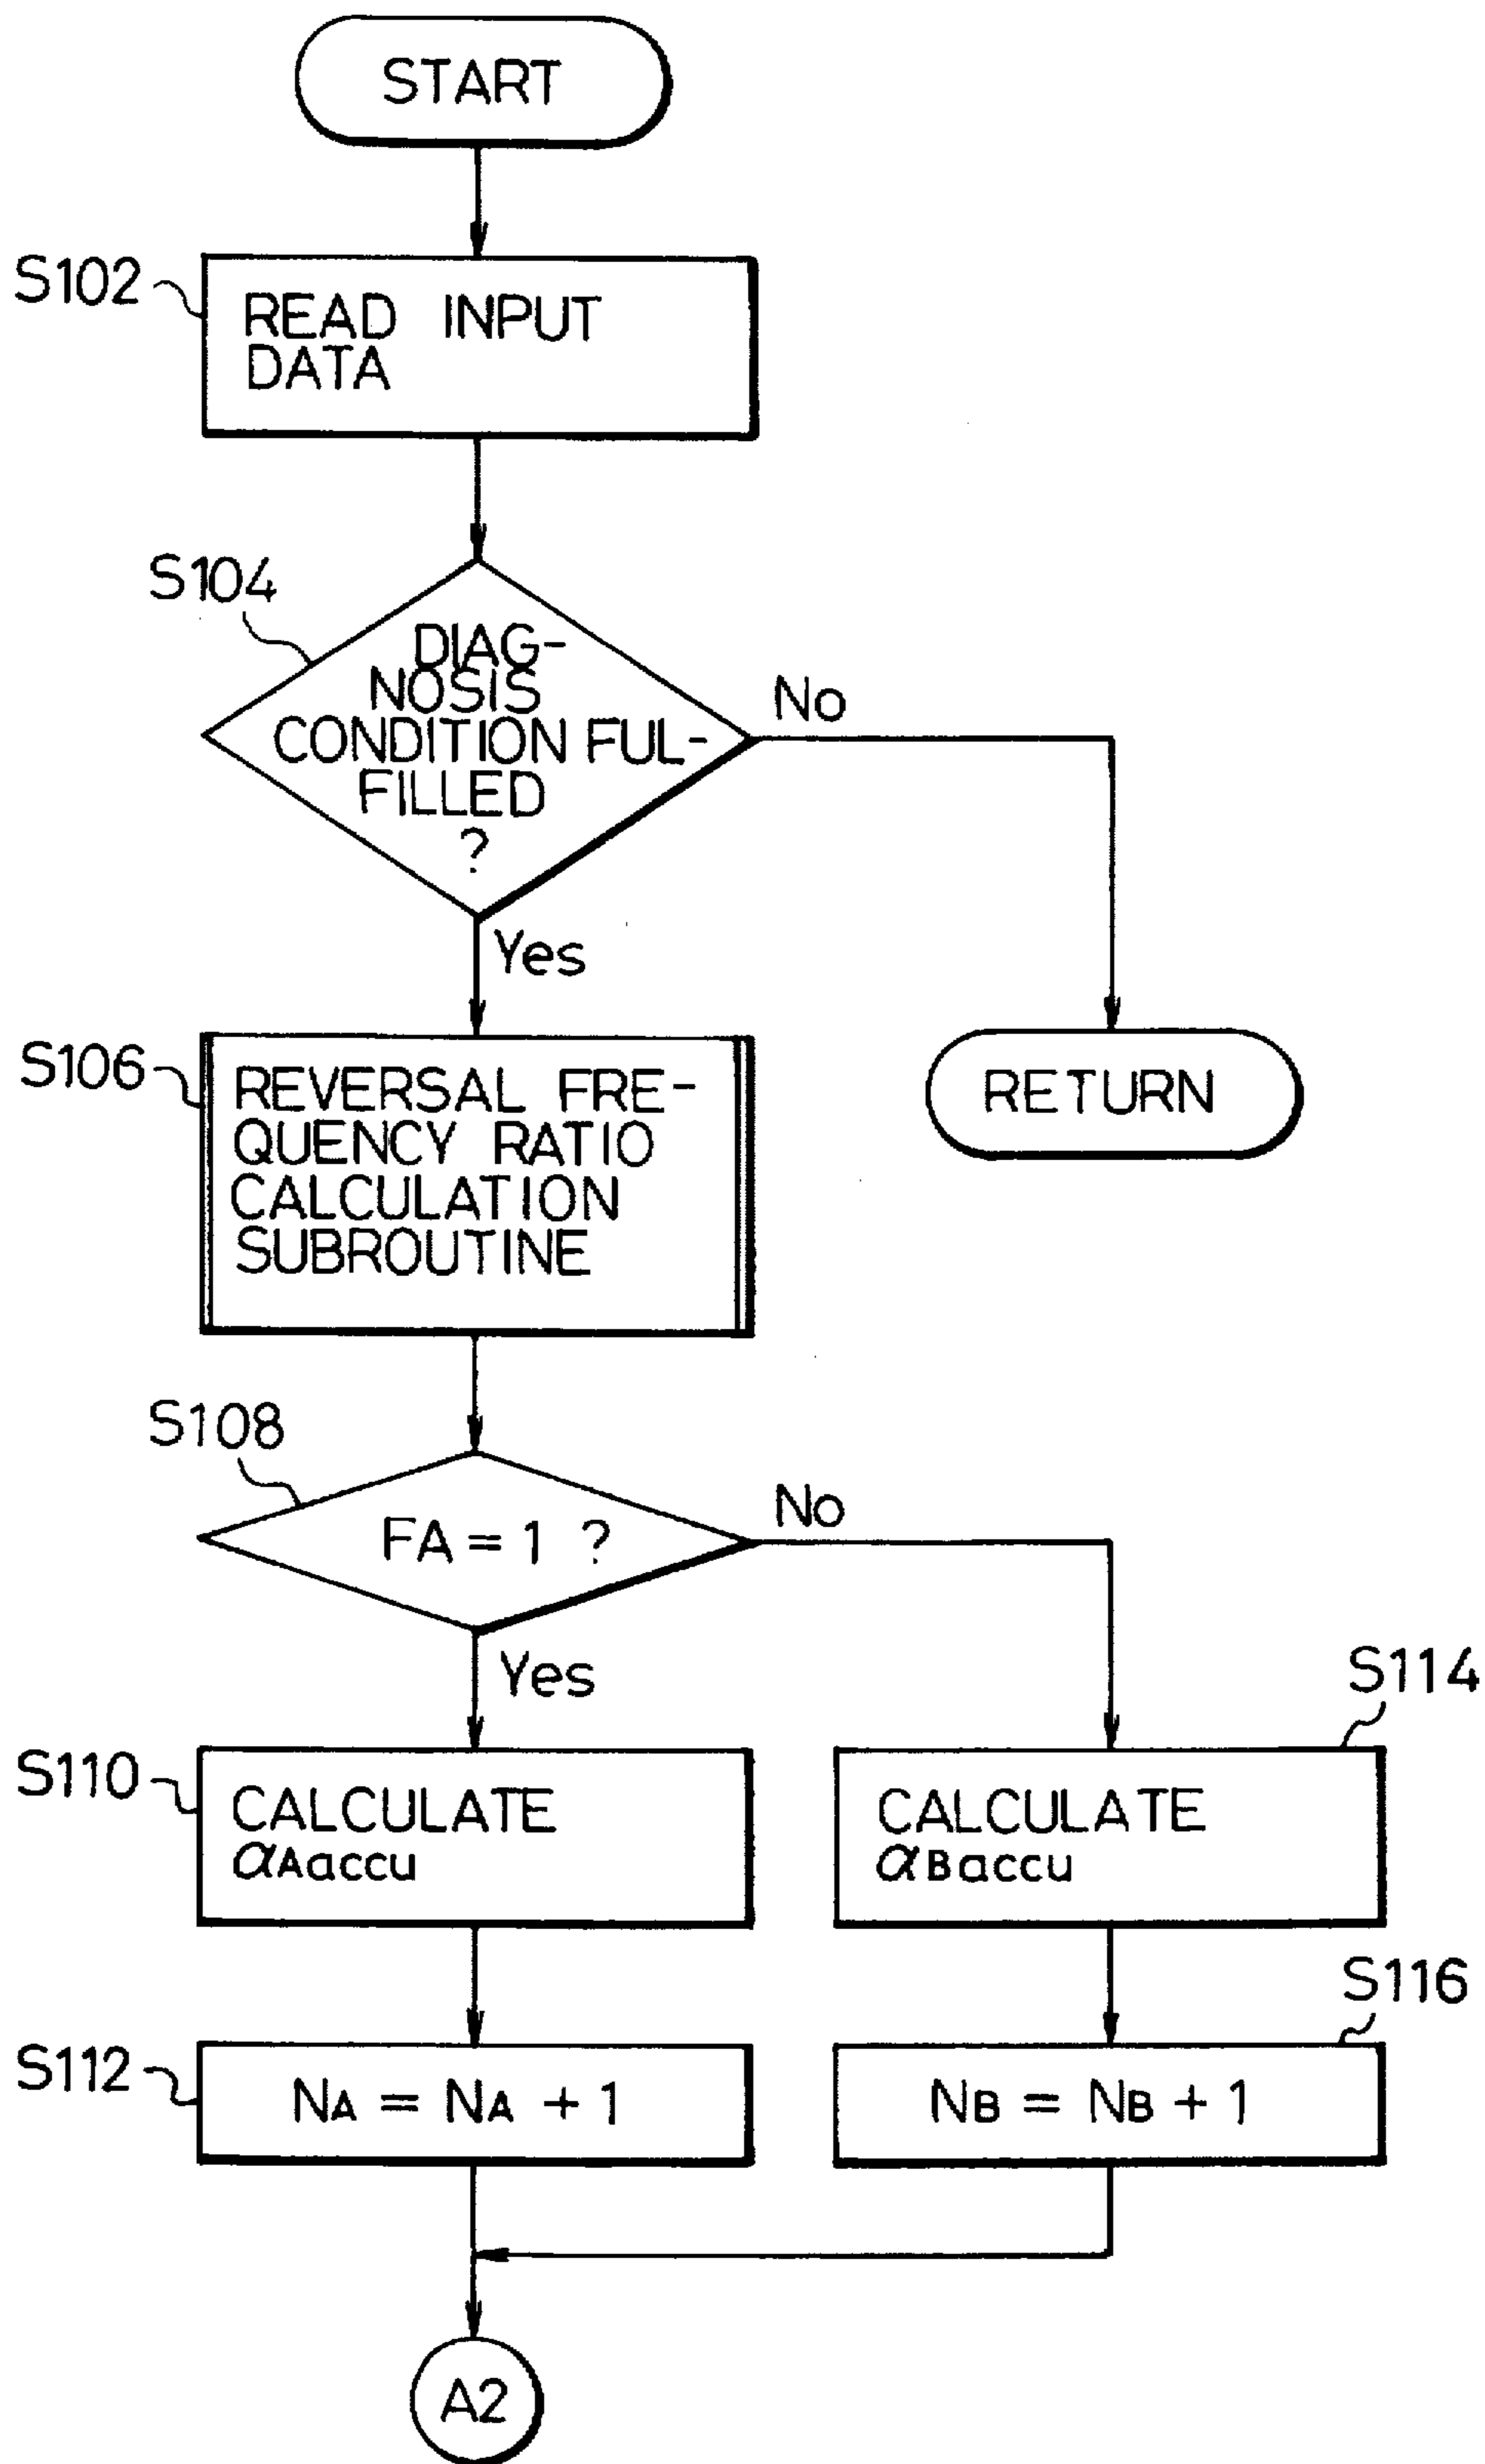 START
S102
READ INPUT
DATA
S104
DIAG-
NOSIS
CONDITION FUL-
FILLED
?
No
Yes
S106
REVERSAL FRE-
QUENCY RATIO
CALCULATION
SUBROUTINE
RETURN
S108
FA = 1 ?
No
Yes
S110
CALCULATE
αAaccu
S114
CALCULATE
αBaccu
S112
NA = NA + 1
S116
NB = NB + 1
A2